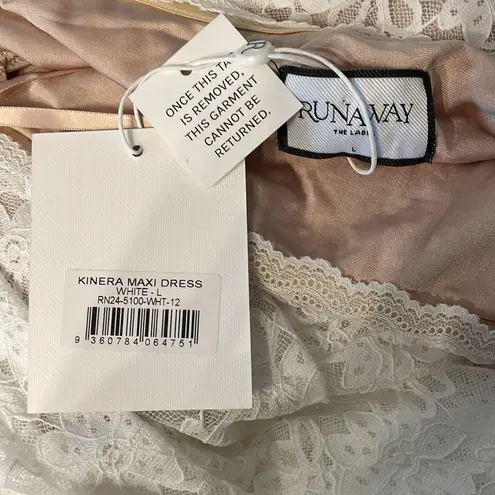 ONCE THIS TA
IS REMOVED,
THIS GARMENT
CANNOT BE
RETURNED.
RUNAWAY
THE LABEL
L
KINERA MAXI DRESS
WHITE - L
RN24-5100-WHT-12
9 360784 064751